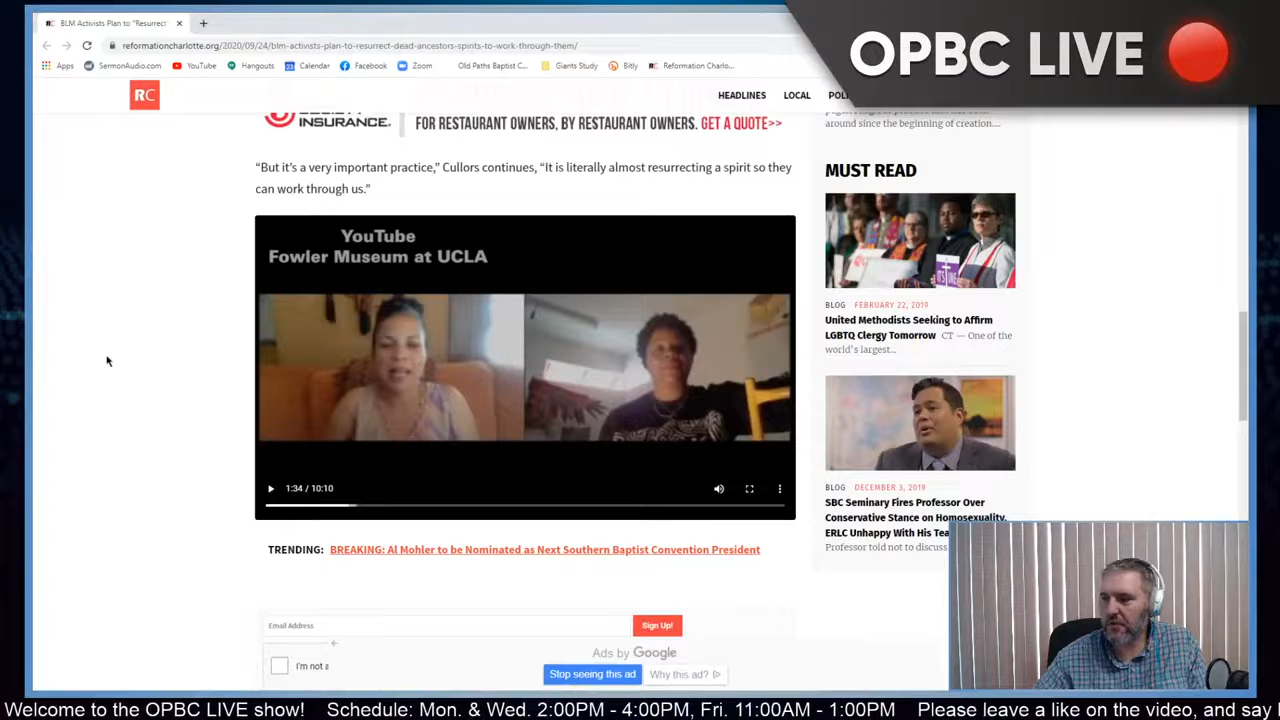 BLM Activists Plan to "Resurrect
OPBC LIVE
reformationcharlotte.org/2020/09/24/blm-activists-plan-to-resurrect-dead-ancestors-spirits-to-work-through-them/
Apps SermonAudio.com YouTube Hangouts Calendar Facebook Zoom Old Paths Baptist C... Giants Study Bitly Reformation Charlo...
RC HEADLINES LOCAL
INSURANCE. FOR RESTAURANT OWNERS, BY RESTAURANT OWNERS. GET A QUOTE>>
around since the beginning of creation....
“But it’s a very important practice,” Cullors continues, “It is literally almost resurrecting a spirit so they
can work through us.”
MUST READ
YouTube
Fowler Museum at UCLA
BLOG FEBRUARY 22, 2019
United Methodists Seeking to Affirm
LGBTQ Clergy Tomorrow CT — One of the
world’s largest...
1:34 / 10:10
BLOG DECEMBER 3, 2019
SBC Seminary Fires Professor Over
Conservative Stance on Homosexuality,
ERLC Unhappy With His
Professor told not to discuss
TRENDING: BREAKING: Al Mohler to be Nominated as Next Southern Baptist Convention President
Email Address Sign Up!
Ads by Google
I'm not a
Stop seeing this ad Why this ad?
Welcome to the OPBC LIVE show! Schedule: Mon. & Wed. 2:00PM - 4:00PM, Fri. 11:00AM - 1:00PM Please leave a like on the video, and say